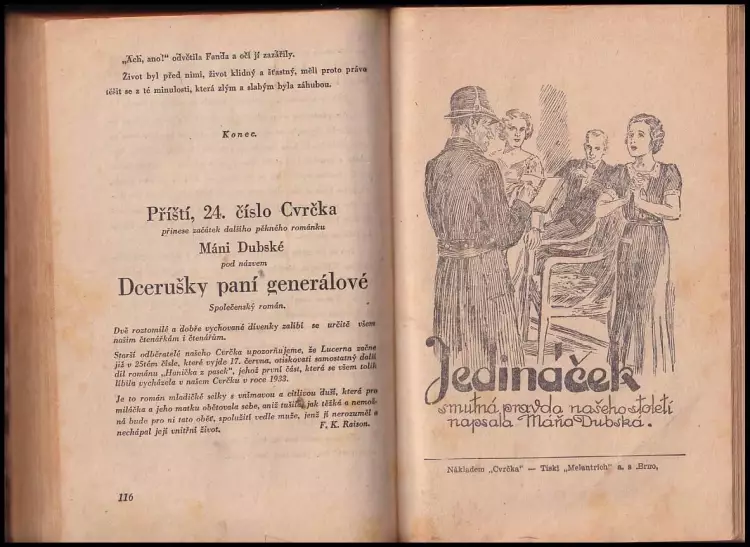 „Ach, ano!“ odvětila Fonda a oči jí zazářily.
Život byl před nimi, život klidný a šťastný, měli proto právo
těšit se z té minulosti, která zlým a slabým byla záhubou.
Konec.
Příští, 24. číslo Cvrčka
přinese začátek dalšího pěkného románku
Máni Dubské
pod názvem
Dcerušky paní generálové
Společenský román.
Dvě roztomilé a dobře vychované divenky zalíbí se určitě všem
našim čtenářkám i čtenářům.
Starší odběratelé našeho Cvrčka upozorňujeme, že Lucerna začne
již v 25tém čísle, které vyjde 17. června, otiskovati samostatný další
díl románu „Hanička z pasek“, jehož první část, která se všem tolik
líbila vycházela v našem Cvrčku v roce 1933.
Je to román mladičké selky s vnímavou a citlivou duší, která pro
miláčka a jeho matku obětovala sebe, aniž tušila, jak těžká a nemož-
ná bude pro ni tato oběť, spolužití vedle muže, jenž jí nerozuměl a
nechápal její vnitřní život. F. K. Raison.
116
Jedináček
smutná pravda našeho století
napsala Máňa Dubská.
Nákladem „Cvrčka“ — Tiskl „Melantrich“ a. s .Brno,